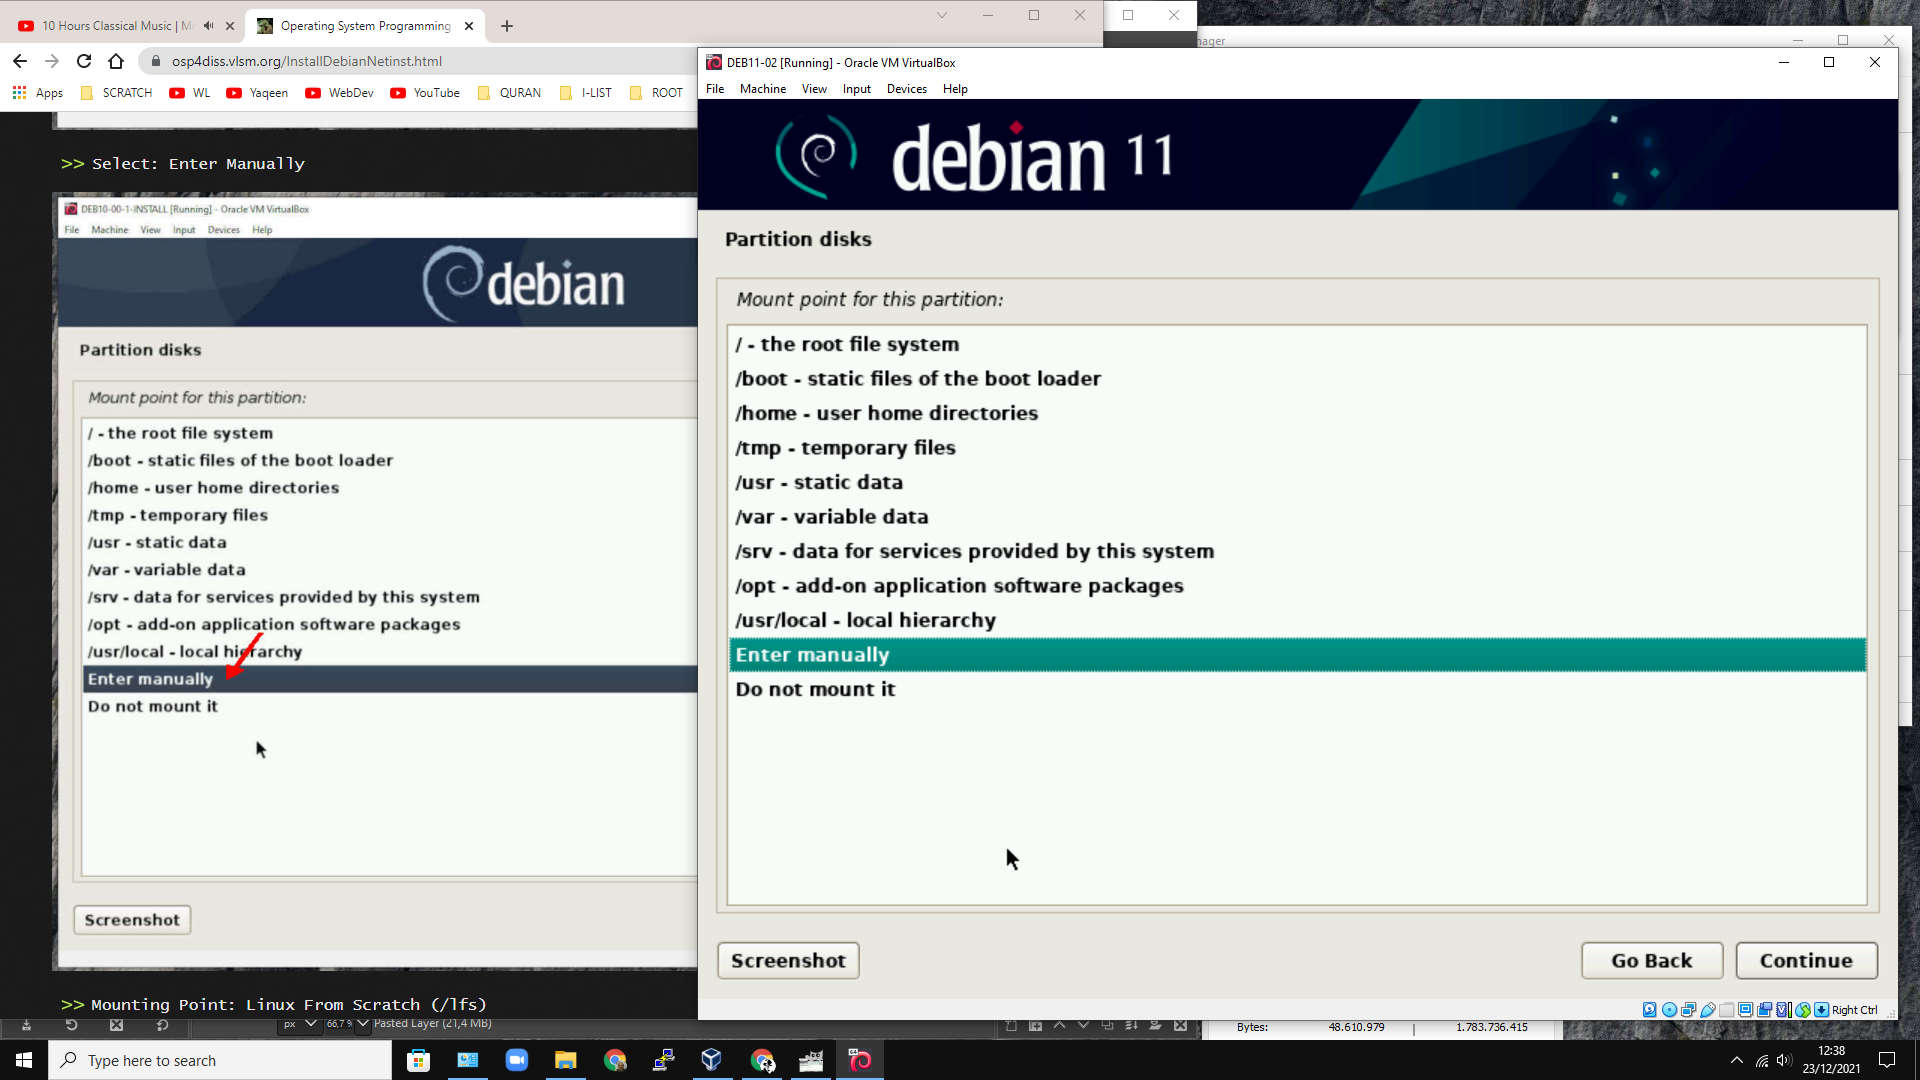 10 Hours Classical Music | M
Operating System Programming
osp4diss.vlsm.org/InstallDebianNetinst.html
Apps
SCRATCH
WL
Yaqeen
WebDev
YouTube
QURAN
I-LIST
ROOT
>> Select: Enter Manually
DEB10-00-1-INSTALL [Running] - Oracle VM VirtualBox
File Machine View Input Devices Help
debian
Partition disks
Mount point for this partition:
/ - the root file system
/boot - static files of the boot loader
/home - user home directories
/tmp - temporary files
/usr - static data
/var - variable data
/srv - data for services provided by this system
/opt - add-on application software packages
/usr/local - local hierarchy
Enter manually
Do not mount it
Screenshot
>> Mounting Point: Linux From Scratch (/lfs)
px
66,7 %
Pasted Layer (21,4 MB)
nager
DEB11-02 [Running] - Oracle VM VirtualBox
File Machine View Input Devices Help
debian 11
Partition disks
Mount point for this partition:
/ - the root file system
/boot - static files of the boot loader
/home - user home directories
/tmp - temporary files
/usr - static data
/var - variable data
/srv - data for services provided by this system
/opt - add-on application software packages
/usr/local - local hierarchy
Enter manually
Do not mount it
Screenshot
Go Back
Continue
Right Ctrl
Bytes: 48.610.979 | 1.783.736.415
Type here to search
12:38
23/12/2021